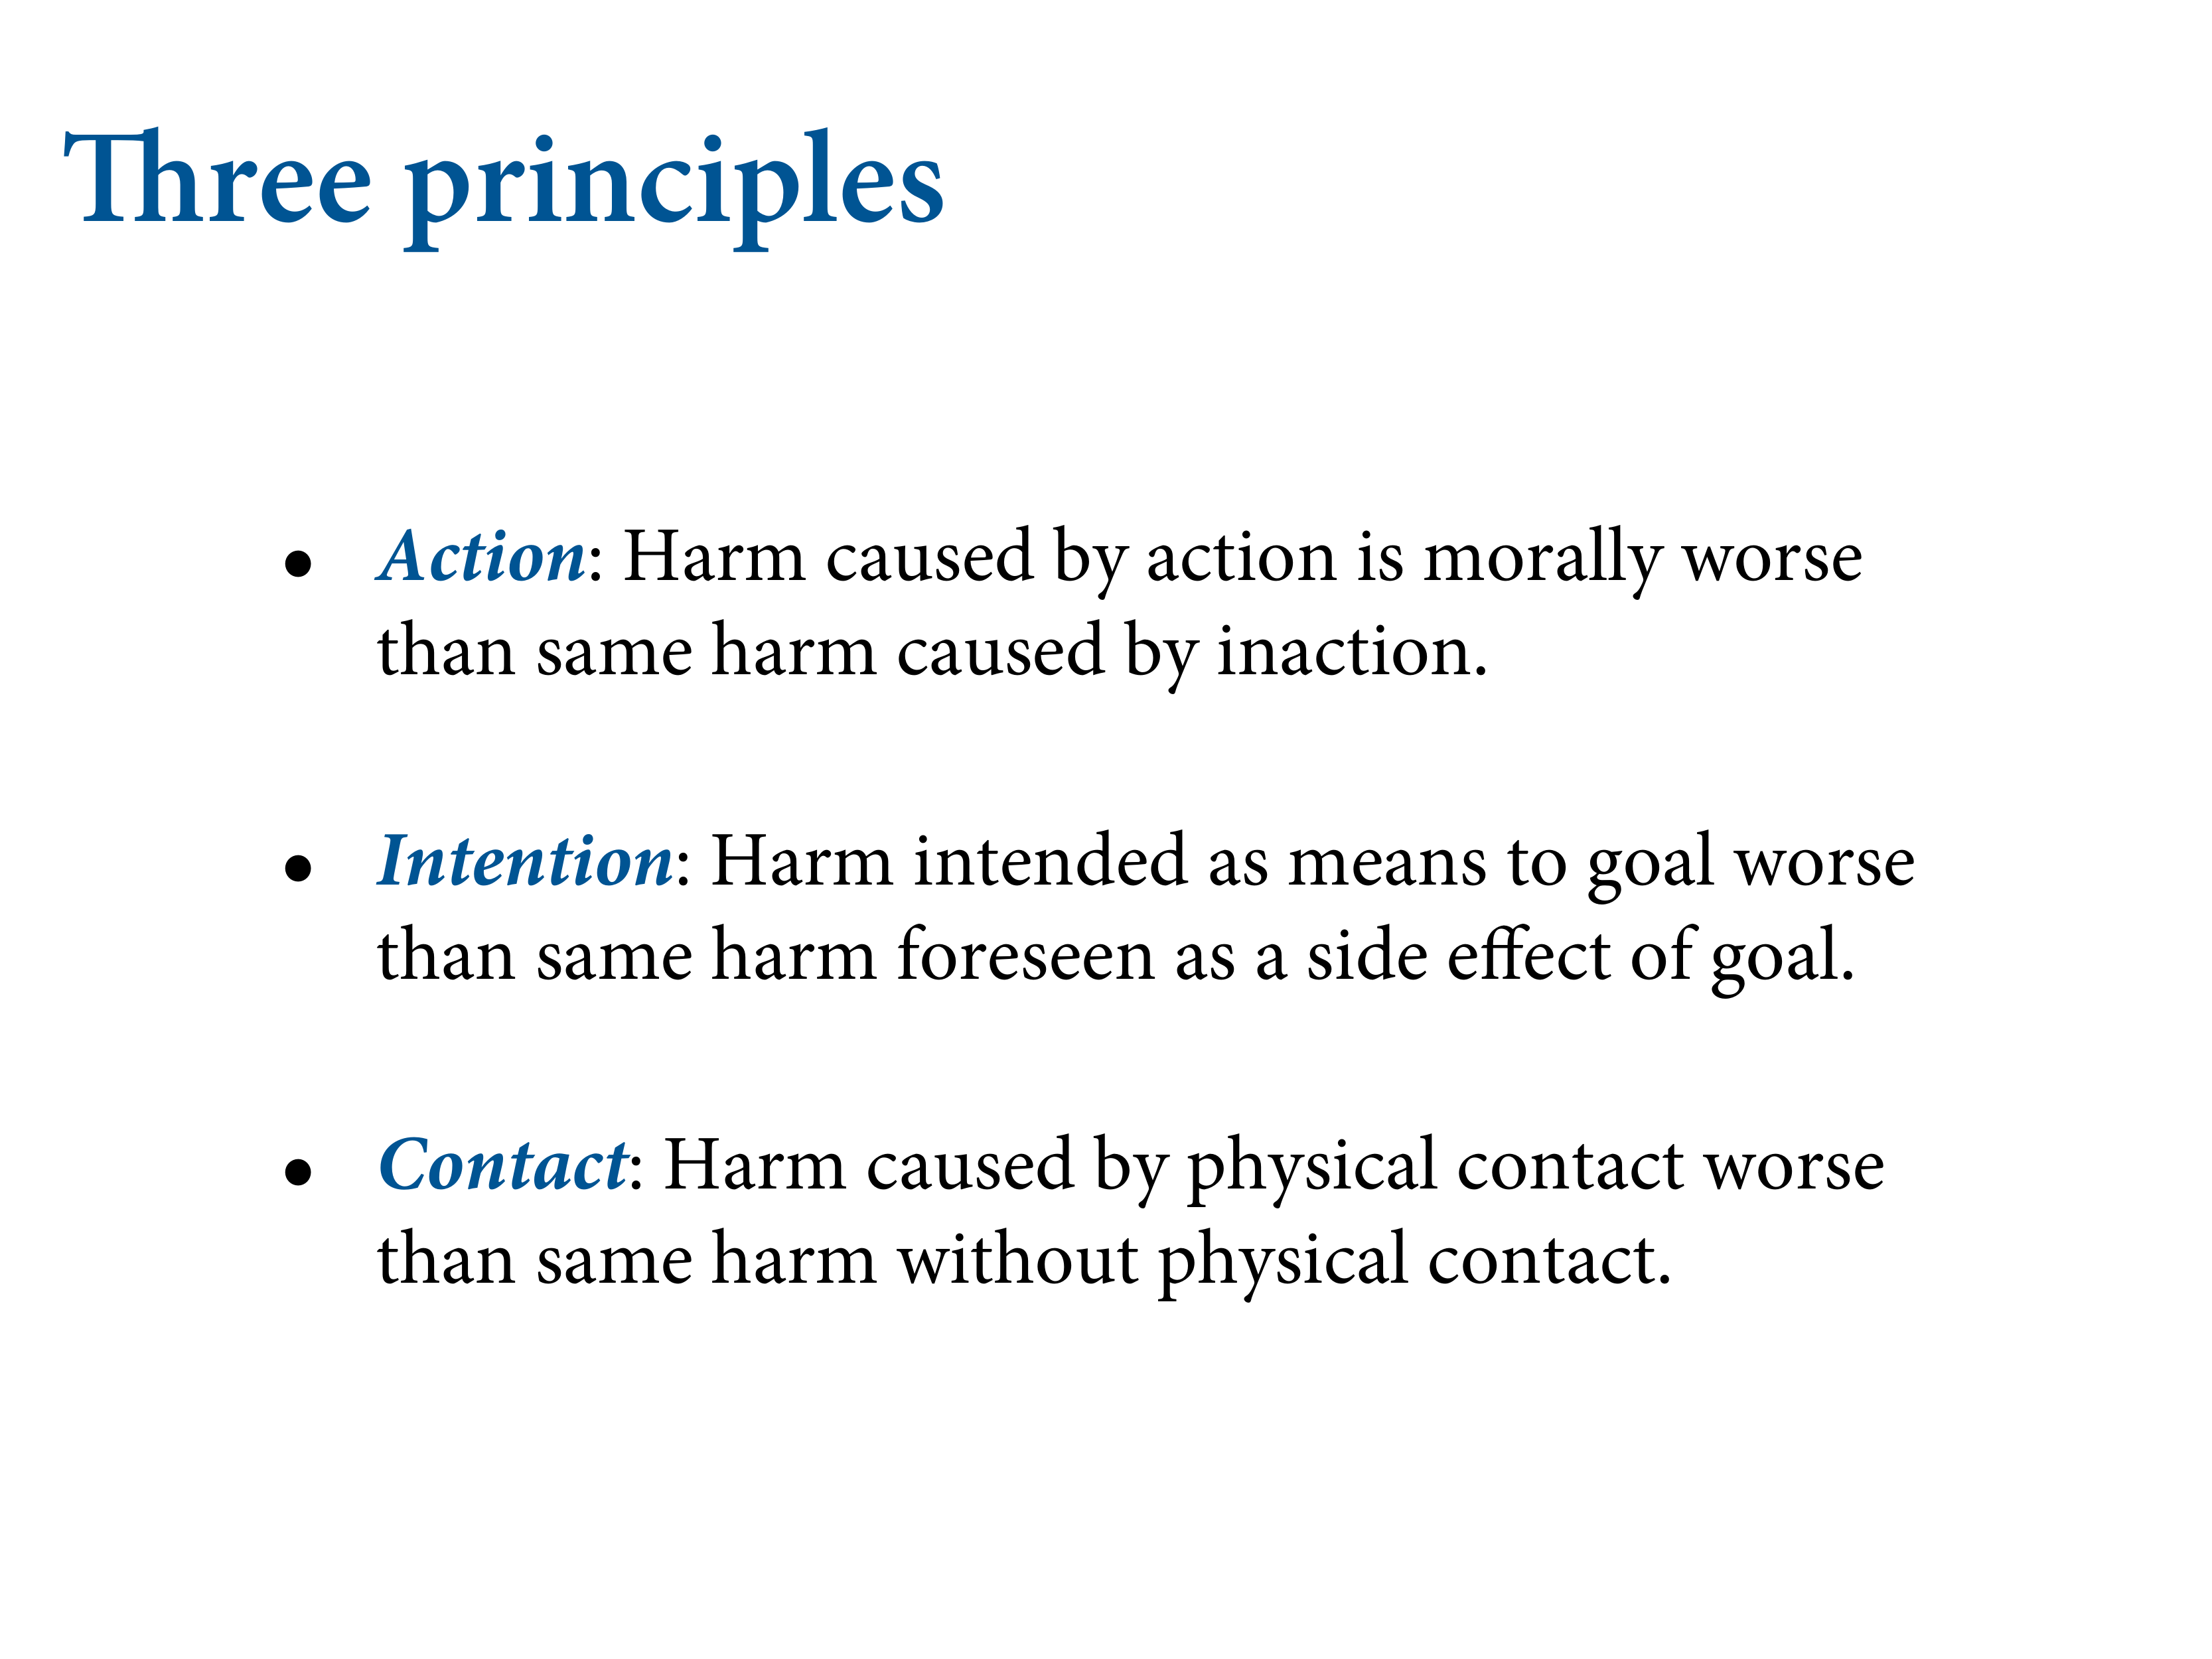 Three principles
• Action: Harm caused by action is morally worse
than same harm caused by inaction.
• Intention: Harm intended as means to goal worse
than same harm foreseen as a side effect of goal.
• Contact: Harm caused by physical contact worse
than same harm without physical contact.